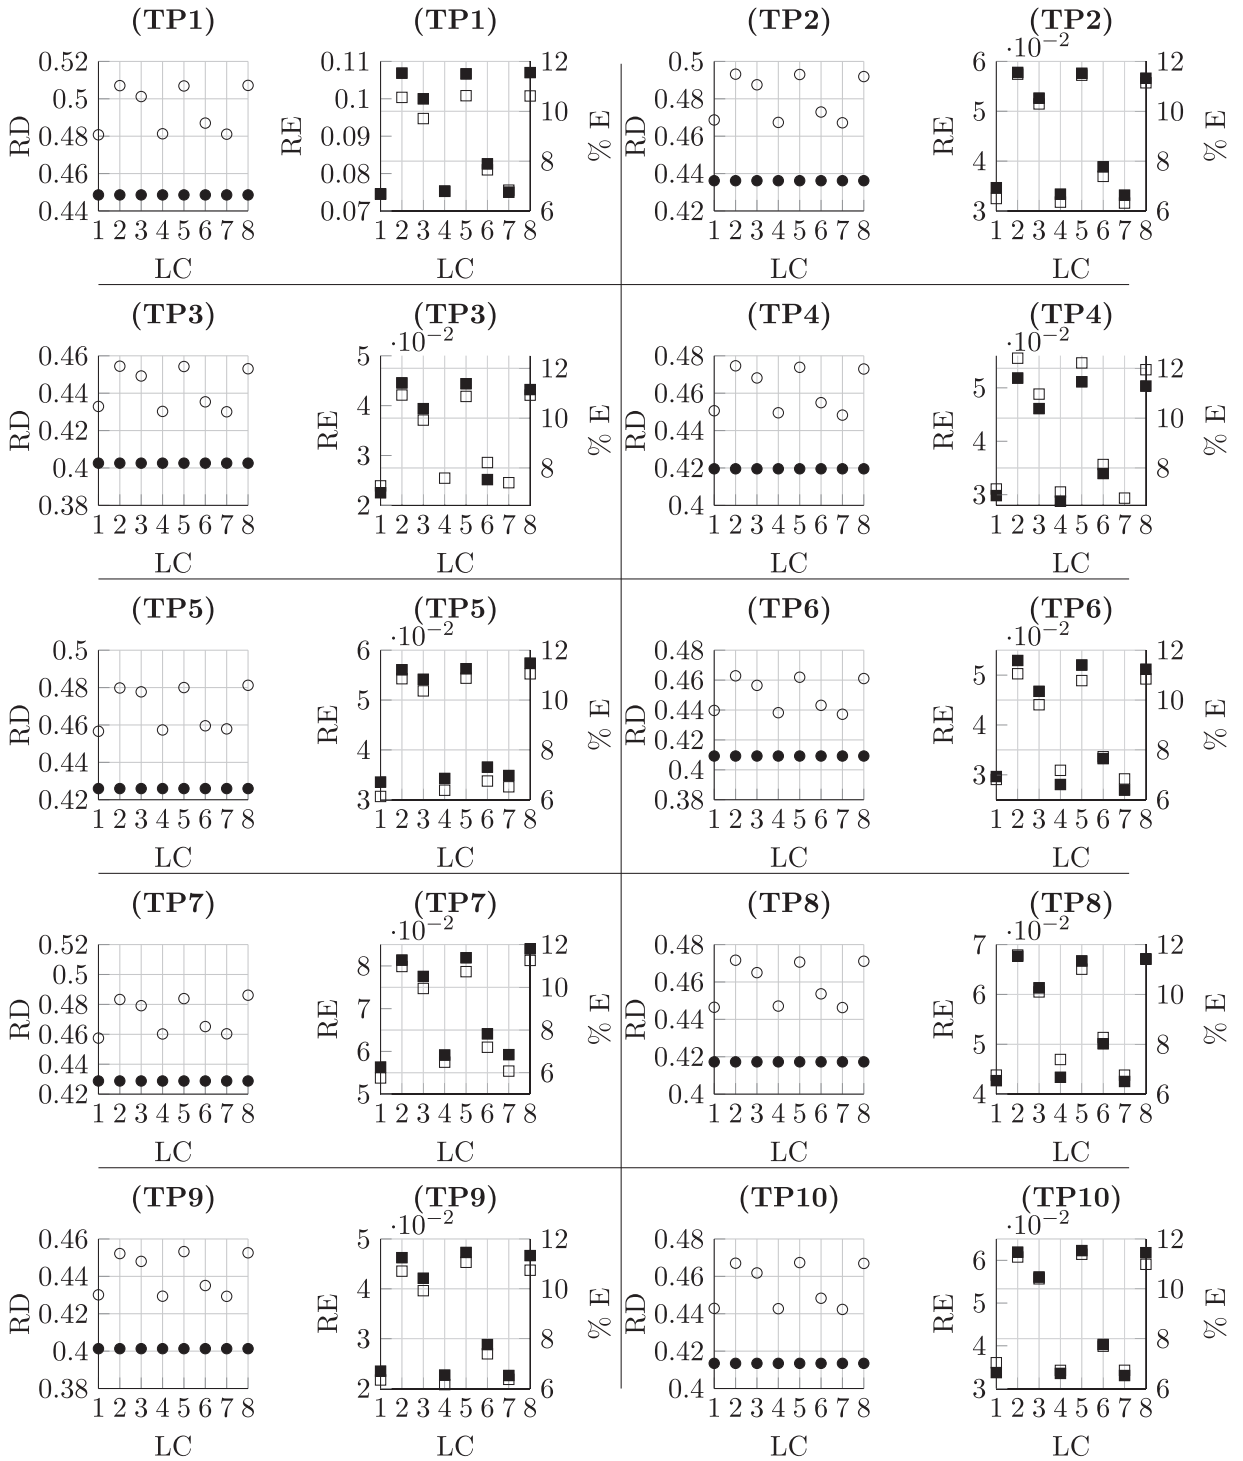 (TP1) (TP1) (TP2) (TP2)
·10−2
0.52 0.11 12 0.5 6 12
0.5 0.1 10 0.48 5 10
RD 0.48 RE 0.09 % E RD 0.46 RE % E
0.46 0.08 8 0.44 4 8
0.44 0.07 6 0.42 3 6
1 2 3 4 5 6 7 8 1 2 3 4 5 6 7 8 1 2 3 4 5 6 7 8 1 2 3 4 5 6 7 8
LC LC LC LC
(TP3) (TP3) (TP4) (TP4)
·10−2 ·10−2
0.46 5 12 0.48 12
0.44 4 10 0.46 5 10
RD 0.42 RE % E RD 0.44 RE 4 % E
0.4 3 8 0.42 8
0.38 2 0.4 3
1 2 3 4 5 6 7 8 1 2 3 4 5 6 7 8 1 2 3 4 5 6 7 8 1 2 3 4 5 6 7 8
LC LC LC LC
(TP5) (TP5) (TP6) (TP6)
·10−2 ·10−2
0.5 6 12 0.48 5 12
0.48 5 10 0.46 10
RD 0.46 RE % E RD 0.44 RE 4 % E
0.44 4 8 0.42 8
0.4 3
0.42 3 6 0.38 6
1 2 3 4 5 6 7 8 1 2 3 4 5 6 7 8 1 2 3 4 5 6 7 8 1 2 3 4 5 6 7 8
LC LC LC LC
(TP7) (TP7) (TP8) (TP8)
·10−2 ·10−2
0.52 8 12 0.48 7 12
0.5 10 0.46 6 10
0.48 7
RD 0.46 RE 8 % E RD 0.44 RE % E
0.44 6 6 0.42 5 8
0.42 5 0.4 4 6
1 2 3 4 5 6 7 8 1 2 3 4 5 6 7 8 1 2 3 4 5 6 7 8 1 2 3 4 5 6 7 8
LC LC LC LC
(TP9) (TP9) (TP10) (TP10)
·10−2 ·10−2
0.46 5 12 0.48 6 12
0.44 4 10 0.46 5 10
RD 0.42 RE % E RD 0.44 RE % E
0.4 3 8 0.42 4 8
0.38 2 6 0.4 3 6
1 2 3 4 5 6 7 8 1 2 3 4 5 6 7 8 1 2 3 4 5 6 7 8 1 2 3 4 5 6 7 8
LC LC LC LC